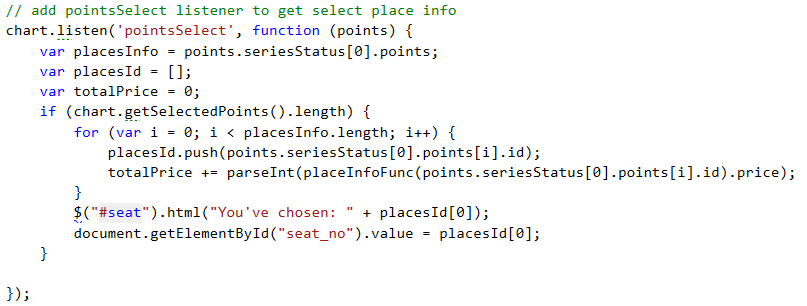 // add pointsSelect listener to get select place info
chart.listen('pointsSelect', function (points) {
    var placesInfo = points.seriesStatus[0].points;
    var placesId = [];
    var totalPrice = 0;
    if (chart.getSelectedPoints().length) {
        for (var i = 0; i < placesInfo.length; i++) {
            placesId.push(points.seriesStatus[0].points[i].id);
            totalPrice += parseInt(placeInfoFunc(points.seriesStatus[0].points[i].id).price);
        }
        $("#seat").html("You've chosen: " + placesId[0]);
        document.getElementById("seat_no").value = placesId[0];
    }
});